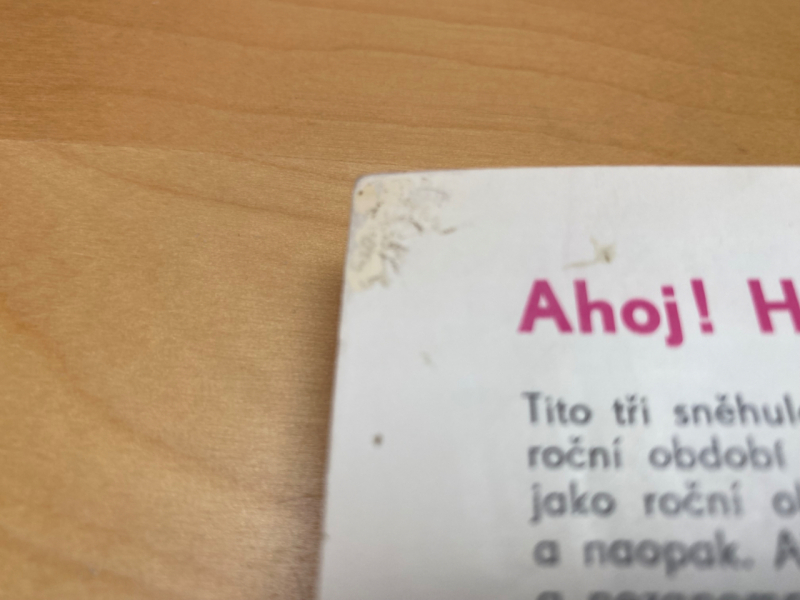 Ahoj! H
Tito tři sněhul
roční období
jako roční o
a naopak. A
a